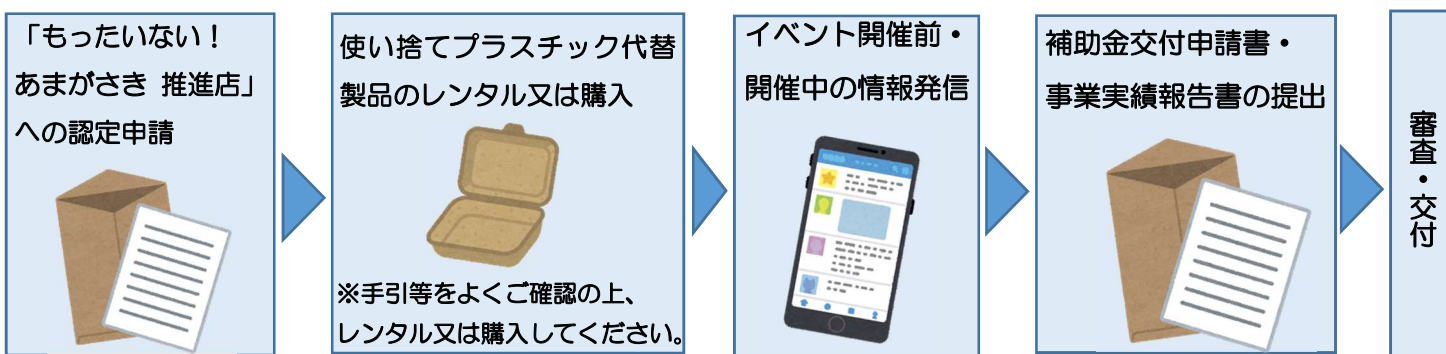 「もったいない！
あまがさき 推進店」
への認定申請
使い捨てプラスチック代替
製品のレンタル又は購入
※手引等をよくご確認の上、
レンタル又は購入してください。
イベント開催前・
開催中の情報発信
補助金交付申請書・
事業実績報告書の提出
審査・交付